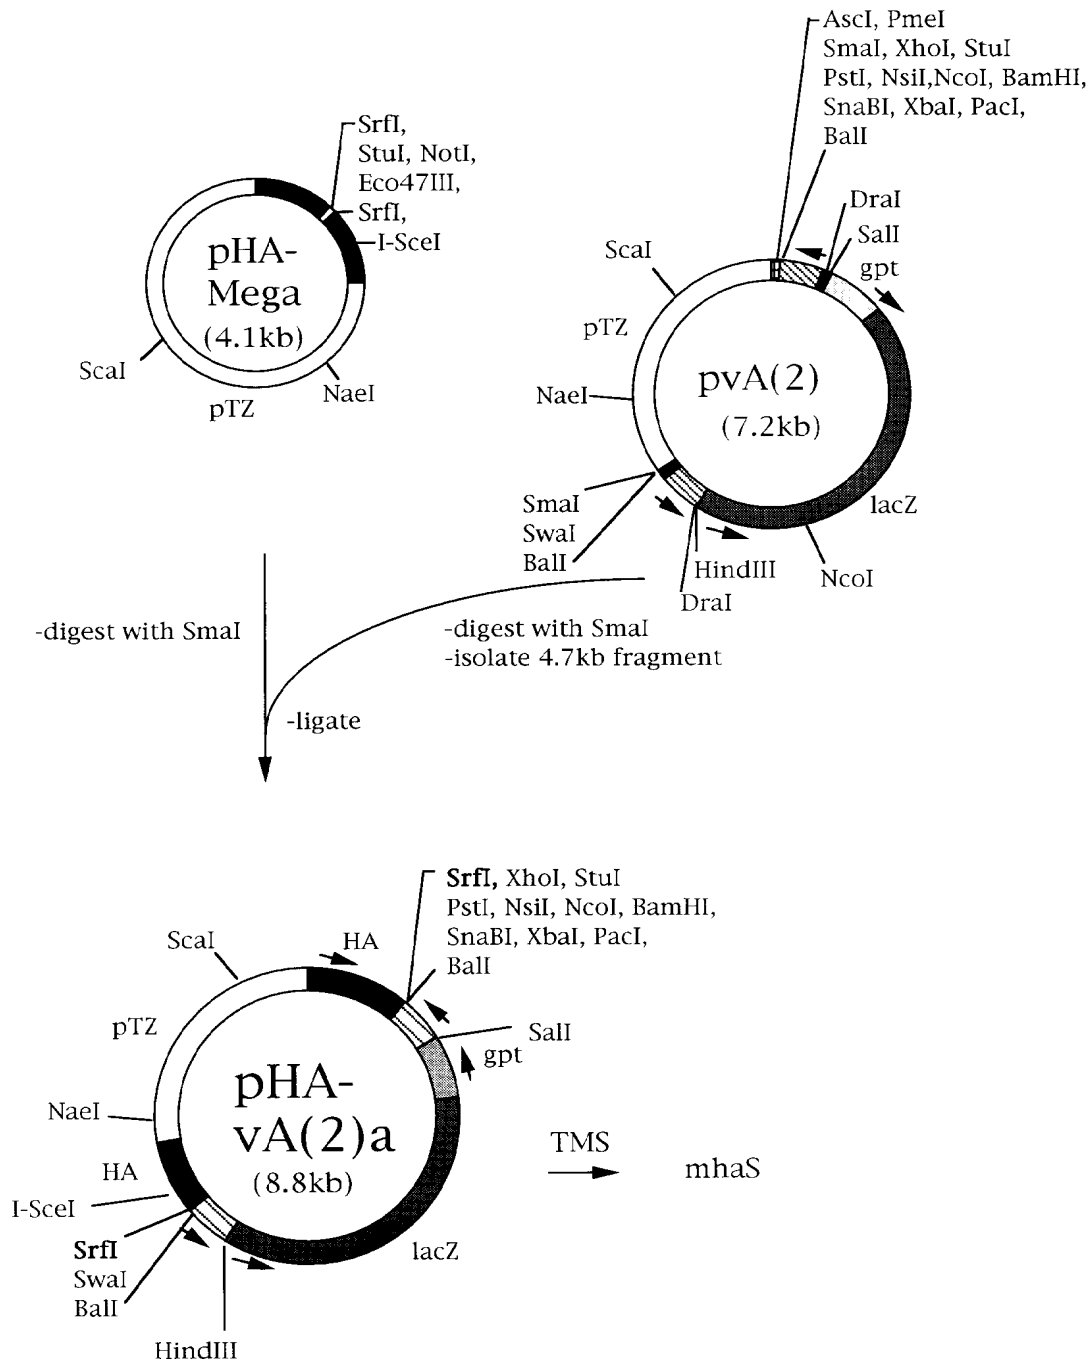 AscI, PmeI
SmaI, XhoI, StuI
PstI, NsiI,NcoI, BamHI,
SnaBI, XbaI, PacI,
BalI
SrfI,
StuI, NotI,
Eco47III,
SrfI,
I-SceI
pHA-
Mega
(4.1kb)
ScaI
NaeI
pTZ
DraI
SalI
gpt
ScaI
pTZ
NaeI
pvA(2)
(7.2kb)
SmaI
SwaI
BalI
lacZ
HindIII
NcoI
DraI
-digest with SmaI
-digest with SmaI
-isolate 4.7kb fragment
-ligate
SrfI, XhoI, StuI
PstI, NsiI, NcoI, BamHI,
SnaBI, XbaI, PacI,
BalI
ScaI
HA
pTZ
SalI
gpt
pHA-
vA(2)a
(8.8kb)
NaeI
HA
I-SceI
SrfI
SwaI
BalI
lacZ
HindIII
TMS
mhaS